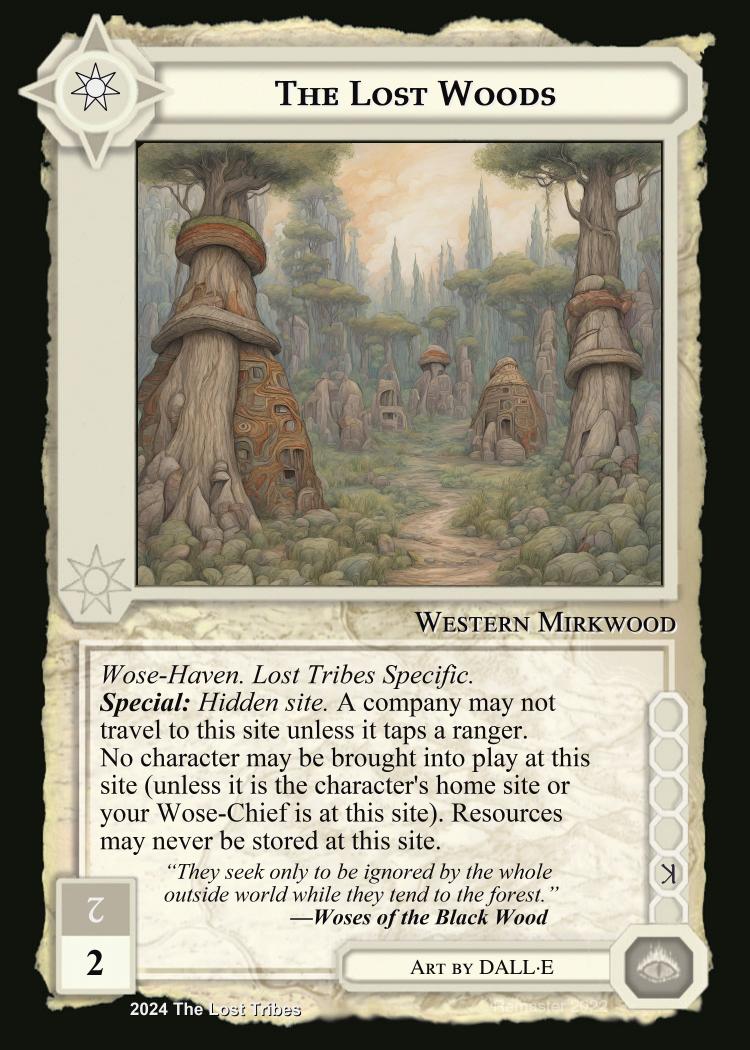 The Lost Woods
Western Mirkwood
Wose-Haven. Lost Tribes Specific.
Special: Hidden site. A company may not
travel to this site unless it taps a ranger.
No character may be brought into play at this
site (unless it is the character's home site or
your Wose-Chief is at this site). Resources
may never be stored at this site.
“They seek only to be ignored by the whole
outside world while they tend to the forest.”
—Woses of the Black Wood
2
2
Art by DALL·E
2024 The Lost Tribes
Remaster 2022